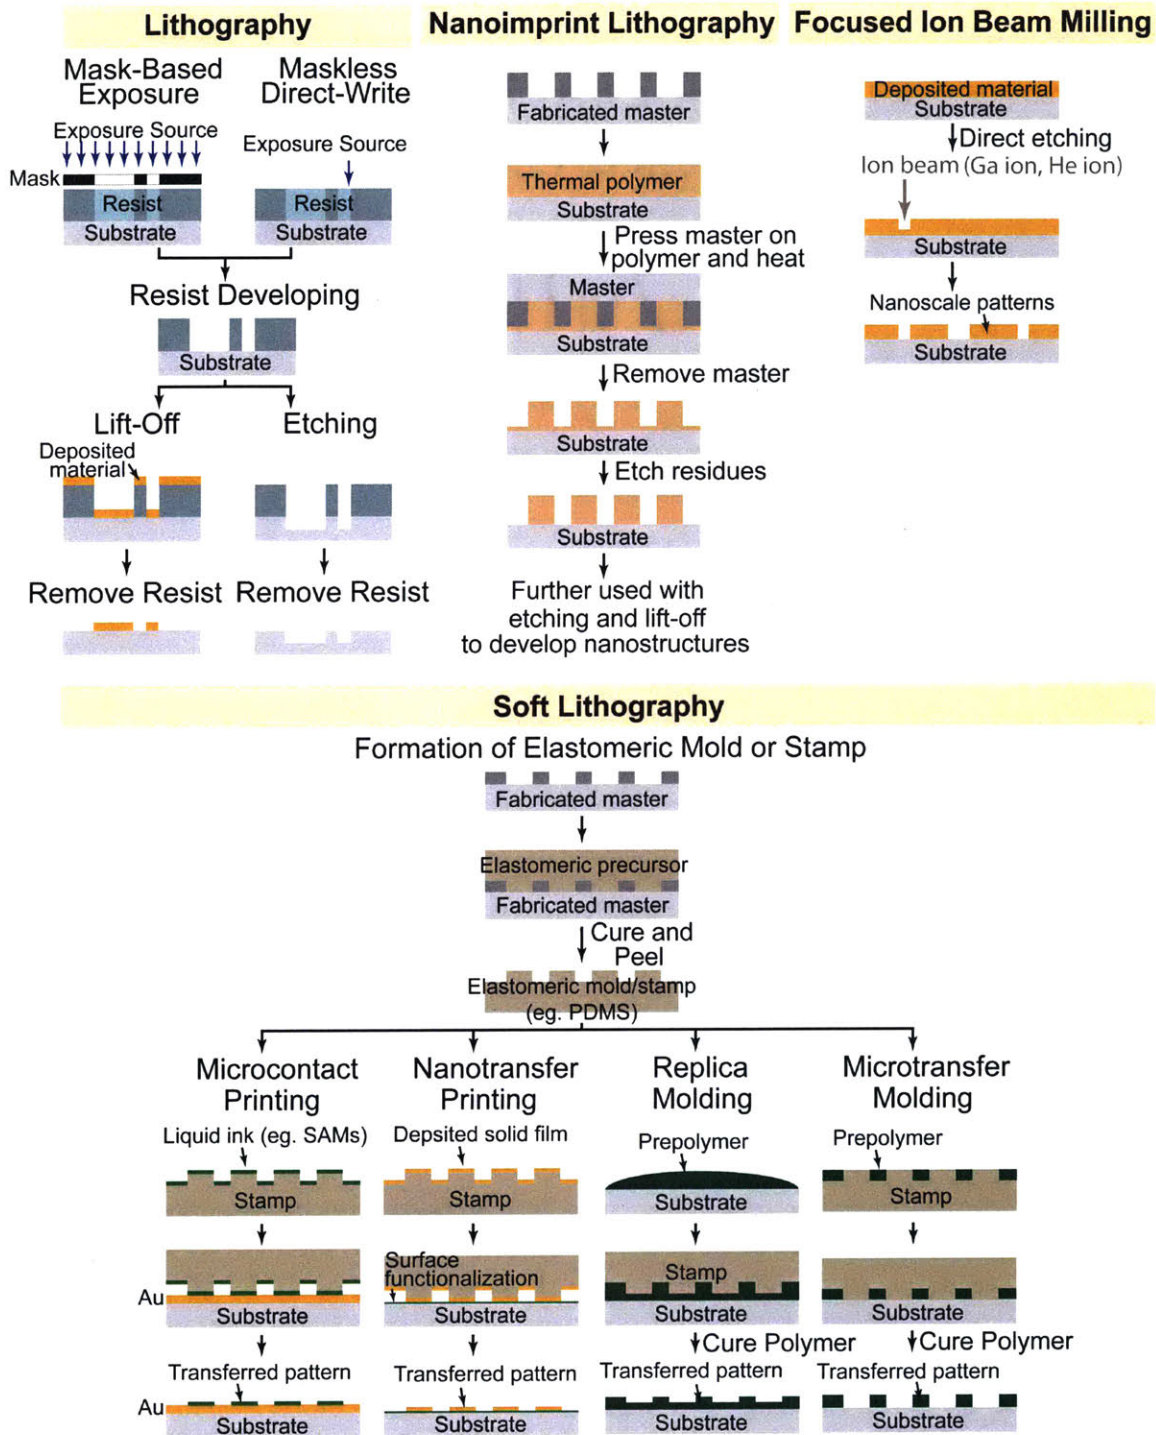 Lithography
Mask-Based
Exposure
Exposure Source
Mask
Resist
Substrate
Maskless
Direct-Write
Exposure Source
Resist
Substrate
Resist Developing
Substrate
Lift-Off
Deposited
material
Remove Resist
Etching
Remove Resist
Nanoimprint Lithography
Fabricated master
Thermal polymer
Substrate
Press master on
polymer and heat
Master
Substrate
Remove master
Substrate
Etch residues
Substrate
Further used with
etching and lift-off
to develop nanostructures
Focused Ion Beam Milling
Deposited material
Substrate
Direct etching
Ion beam (Ga ion, He ion)
Substrate
Nanoscale patterns
Substrate
Soft Lithography
Formation of Elastomeric Mold or Stamp
Fabricated master
Elastomeric precursor
Fabricated master
Cure and
Peel
Elastomeric mold/stamp
(eg. PDMS)
Microcontact
Printing
Liquid ink (eg. SAMs)
Stamp
Au
Substrate
Transferred pattern
Au
Substrate
Nanotransfer
Printing
Depsited solid film
Stamp
Surface
functionalization
Substrate
Transferred pattern
Substrate
Replica
Molding
Prepolymer
Substrate
Stamp
Substrate
Cure Polymer
Transferred pattern
Substrate
Microtransfer
Molding
Prepolymer
Stamp
Substrate
Cure Polymer
Transferred pattern
Substrate